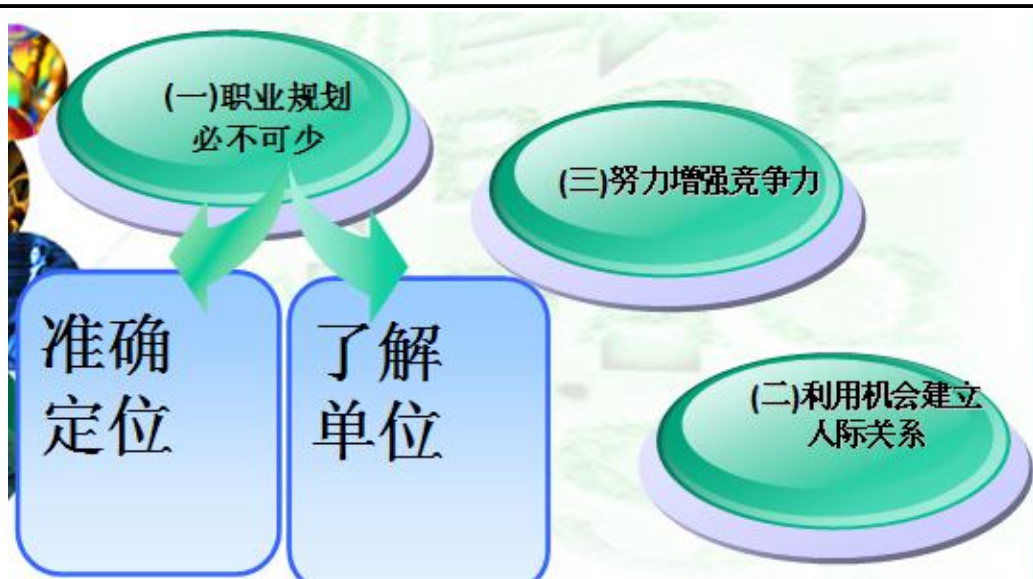 (一)职业规划
必不可少
(三)努力增强竞争力
准确
定位
了解
单位
(二)利用机会建立
人际关系